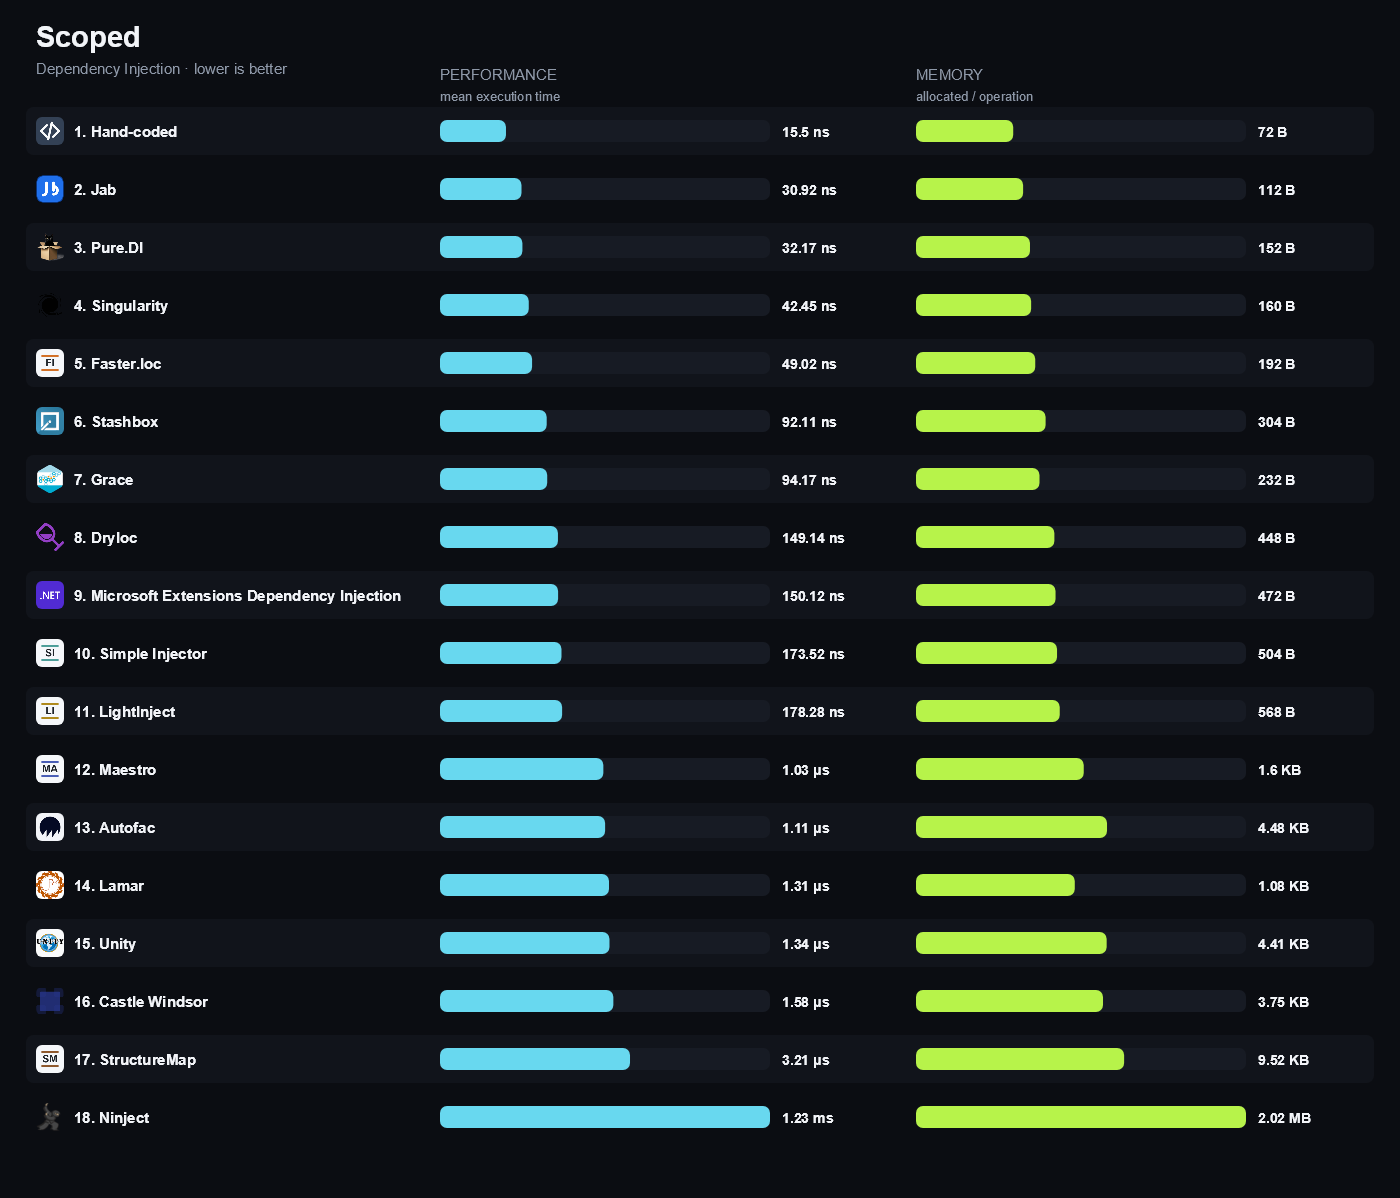 Scoped
Dependency Injection · lower is better
PERFORMANCE
mean execution time
MEMORY
allocated / operation
1. Hand-coded 15.5 ns 72 B
Jb 2. Jab 30.92 ns 112 B
3. Pure.DI 32.17 ns 152 B
4. Singularity 42.45 ns 160 B
FI 5. Faster.Ioc 49.02 ns 192 B
6. Stashbox 92.11 ns 304 B
7. Grace 94.17 ns 232 B
8. DryIoc 149.14 ns 448 B
.NET 9. Microsoft Extensions Dependency Injection 150.12 ns 472 B
SI 10. Simple Injector 173.52 ns 504 B
LI 11. LightInject 178.28 ns 568 B
MA 12. Maestro 1.03 µs 1.6 KB
13. Autofac 1.11 µs 4.48 KB
14. Lamar 1.31 µs 1.08 KB
UNITY 15. Unity 1.34 µs 4.41 KB
16. Castle Windsor 1.58 µs 3.75 KB
SM 17. StructureMap 3.21 µs 9.52 KB
18. Ninject 1.23 ms 2.02 MB